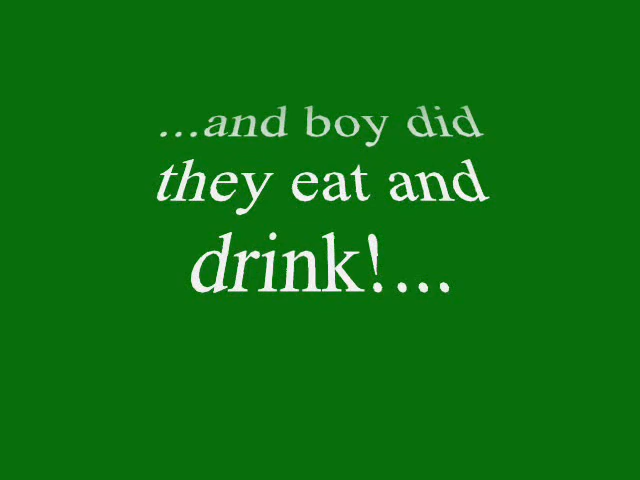 ...and boy did
they eat and
drink!....